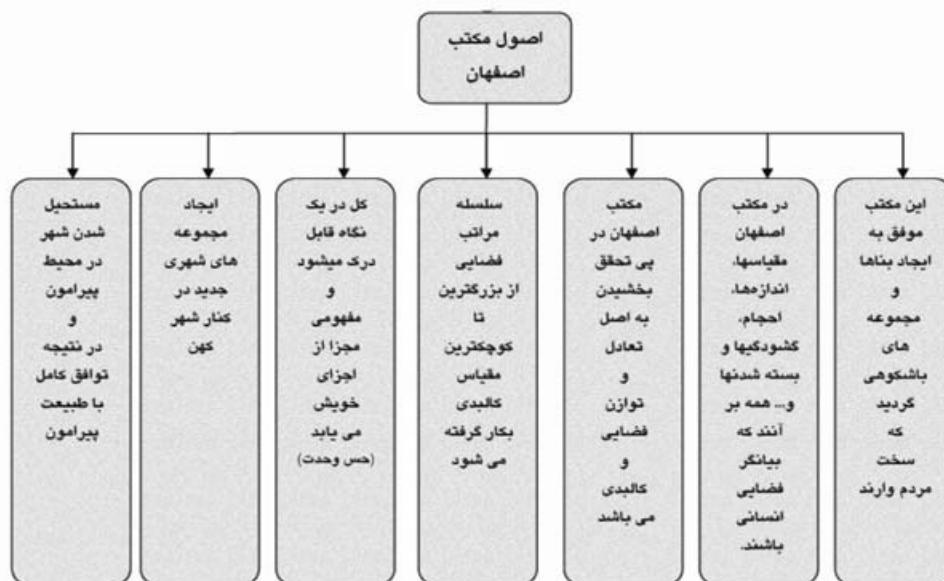 اصول مکتب
اصفهان
این مکتب
موفق به
ایجاد بناها
و
مجموعه
های
باشکوهی
گردید
که
سخت
مردم وارند
در مکتب
اصفهان
مقیاسها،
اندازه‌ها،
احجام،
گشودگیها و
بسته شدنها
و... همه بر
آنند که
بیانگر
فضایی
انسانی
باشند.
مکتب
اصفهان در
پی تحقق
بخشیدن
به اصل
تعادل
و
توازن
فضایی
و
کالبدی
می باشد
سلسله
مراتب
فضایی
از بزرگترین
تا
کوچکترین
مقیاس
کالبدی
بکار گرفته
می شود
کل در یک
نگاه قابل
درک میشود
و
مفهومی
مجزا از
اجزای
خویش
می یابد
(حس وحدت)
ایجاد
مجموعه
های شهری
جدید در
کنار شهر
کهن
مستحیل
شدن شهر
در محیط
پیرامون
و
در نتیجه
توافق کامل
با طبیعت
پیرامون